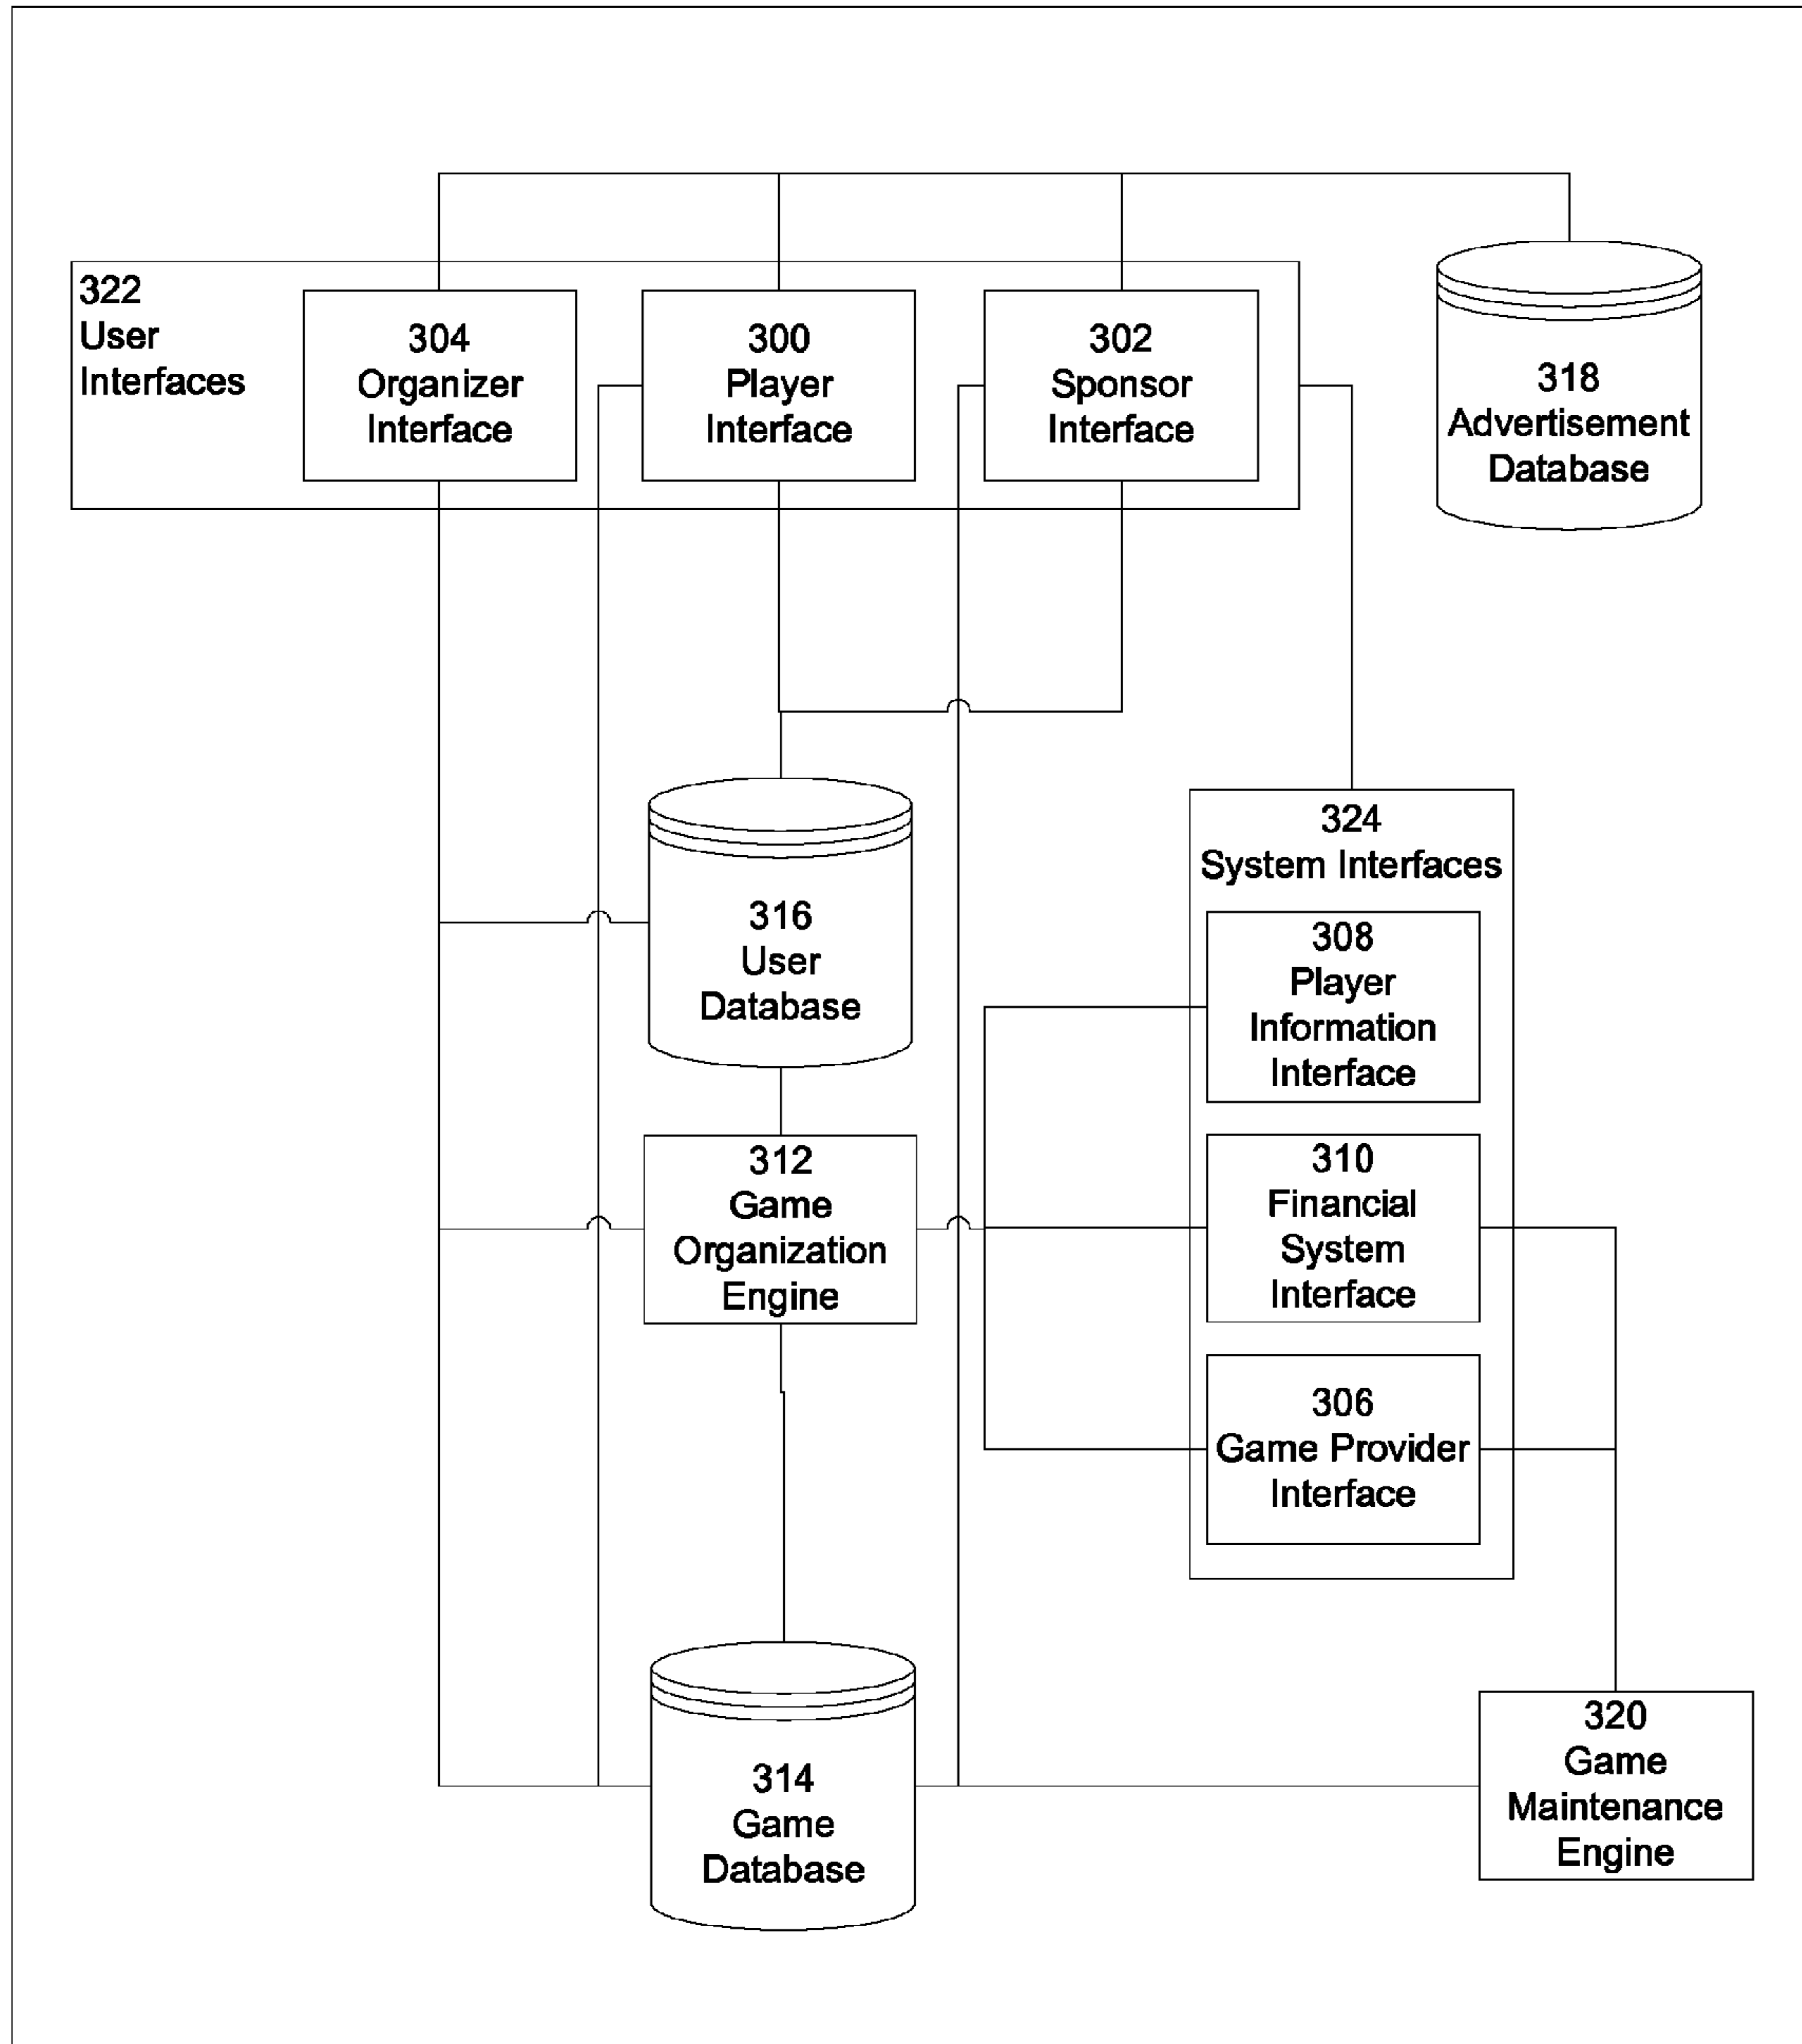 322
User
Interfaces
304
Organizer
Interface
300
Player
Interface
302
Sponsor
Interface
318
Advertisement
Database
316
User
Database
324
System Interfaces
308
Player
Information
Interface
312
Game
Organization
Engine
310
Financial
System
Interface
306
Game Provider
Interface
314
Game
Database
320
Game
Maintenance
Engine